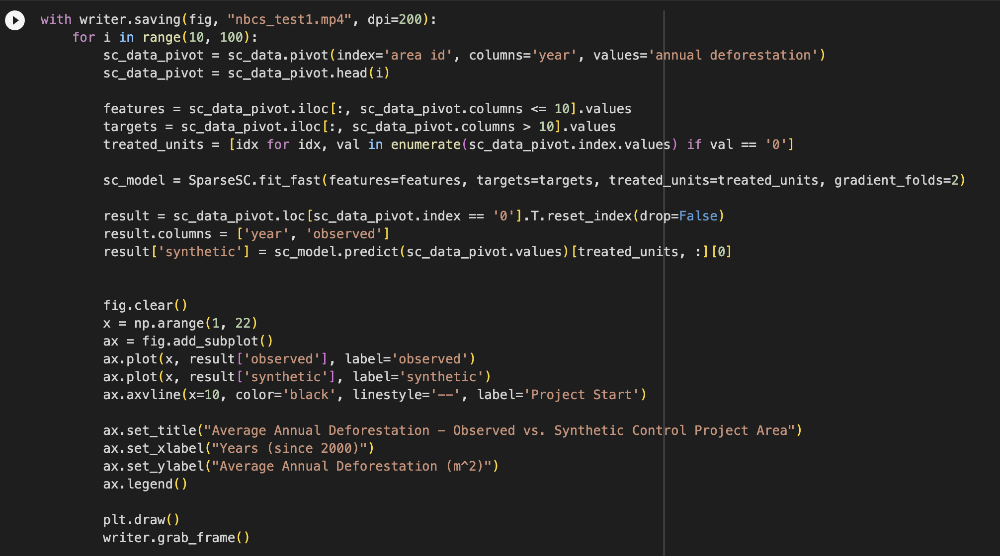 with writer.saving(fig, "nbcs_test1.mp4", dpi=200):
    for i in range(10, 100):
        sc_data_pivot = sc_data.pivot(index='area id', columns='year', values='annual deforestation')
        sc_data_pivot = sc_data_pivot.head(i)

        features = sc_data_pivot.iloc[:, sc_data_pivot.columns <= 10].values
        targets = sc_data_pivot.iloc[:, sc_data_pivot.columns > 10].values
        treated_units = [idx for idx, val in enumerate(sc_data_pivot.index.values) if val == '0']

        sc_model = SparseSC.fit_fast(features=features, targets=targets, treated_units=treated_units, gradient_folds=2)

        result = sc_data_pivot.loc[sc_data_pivot.index == '0'].T.reset_index(drop=False)
        result.columns = ['year', 'observed']
        result['synthetic'] = sc_model.predict(sc_data_pivot.values)[treated_units, :][0]

        fig.clear()
        x = np.arange(1, 22)
        ax = fig.add_subplot()
        ax.plot(x, result['observed'], label='observed')
        ax.plot(x, result['synthetic'], label='synthetic')
        ax.axvline(x=10, color='black', linestyle='--', label='Project Start')

        ax.set_title("Average Annual Deforestation – Observed vs. Synthetic Control Project Area")
        ax.set_xlabel("Years (since 2000)")
        ax.set_ylabel("Average Annual Deforestation (m^2)")
        ax.legend()

        plt.draw()
        writer.grab_frame()